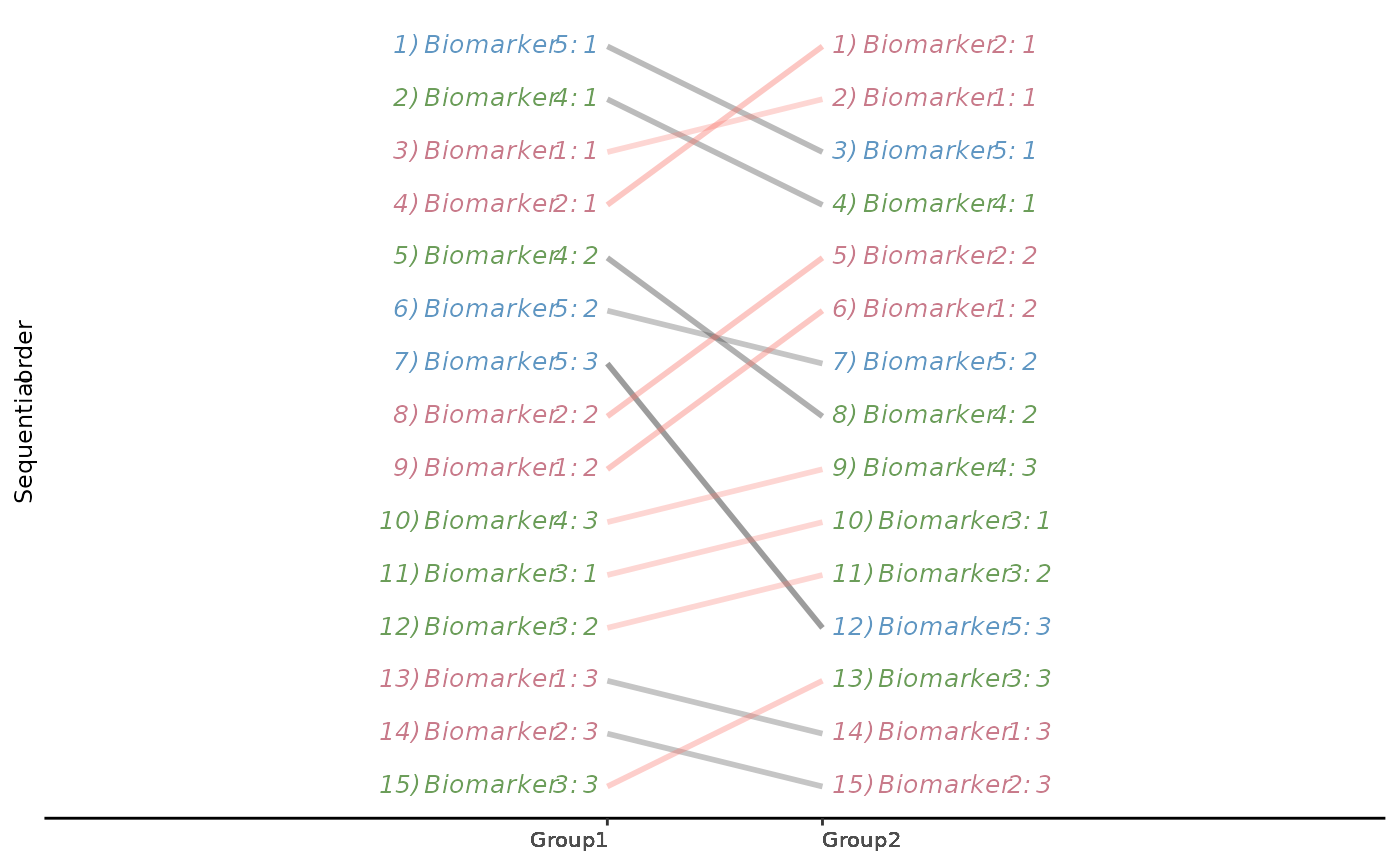 1) Biomarker5: 1
2) Biomarker4: 1
3) Biomarker1: 1
4) Biomarker2: 1
5) Biomarker4: 2
6) Biomarker5: 2
7) Biomarker5: 3
8) Biomarker2: 2
9) Biomarker1: 2
10) Biomarker4: 3
11) Biomarker3: 1
12) Biomarker3: 2
13) Biomarker1: 3
14) Biomarker2: 3
15) Biomarker3: 3
1) Biomarker2: 1
2) Biomarker1: 1
3) Biomarker5: 1
4) Biomarker4: 1
5) Biomarker2: 2
6) Biomarker1: 2
7) Biomarker5: 2
8) Biomarker4: 2
9) Biomarker4: 3
10) Biomarker3: 1
11) Biomarker3: 2
12) Biomarker5: 3
13) Biomarker3: 3
14) Biomarker1: 3
15) Biomarker2: 3
Sequential order
Group1
Group2